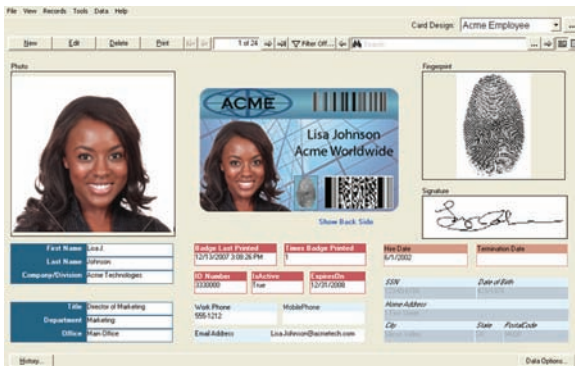 File View Records Tools Data Help
Card Design: Acme Employee
New Edit Delete Print 1 of 24 Filter Off... Search ...
Photo
Fingerprint
ACME
Lisa Johnson
Acme Worldwide
Show Back Side
Signature
First Name Lisa J.
Last Name Johnson
Company/Division Acme Technologies
Badge Last Printed Times Badge Printed
12/13/2007 3:09:26 PM 1
Hire Date Termination Date
6/1/2002
ID Number IsActive ExpiresOn
3330000 True 12/31/2008
SSN Date of Birth
Home Address
City State PostalCode
Title Director of Marketing
Department Marketing
Office Main Office
Work Phone MobilePhone
555-1212
Email Address Lisa.Johnson@acmetech.com
History... Data Options...